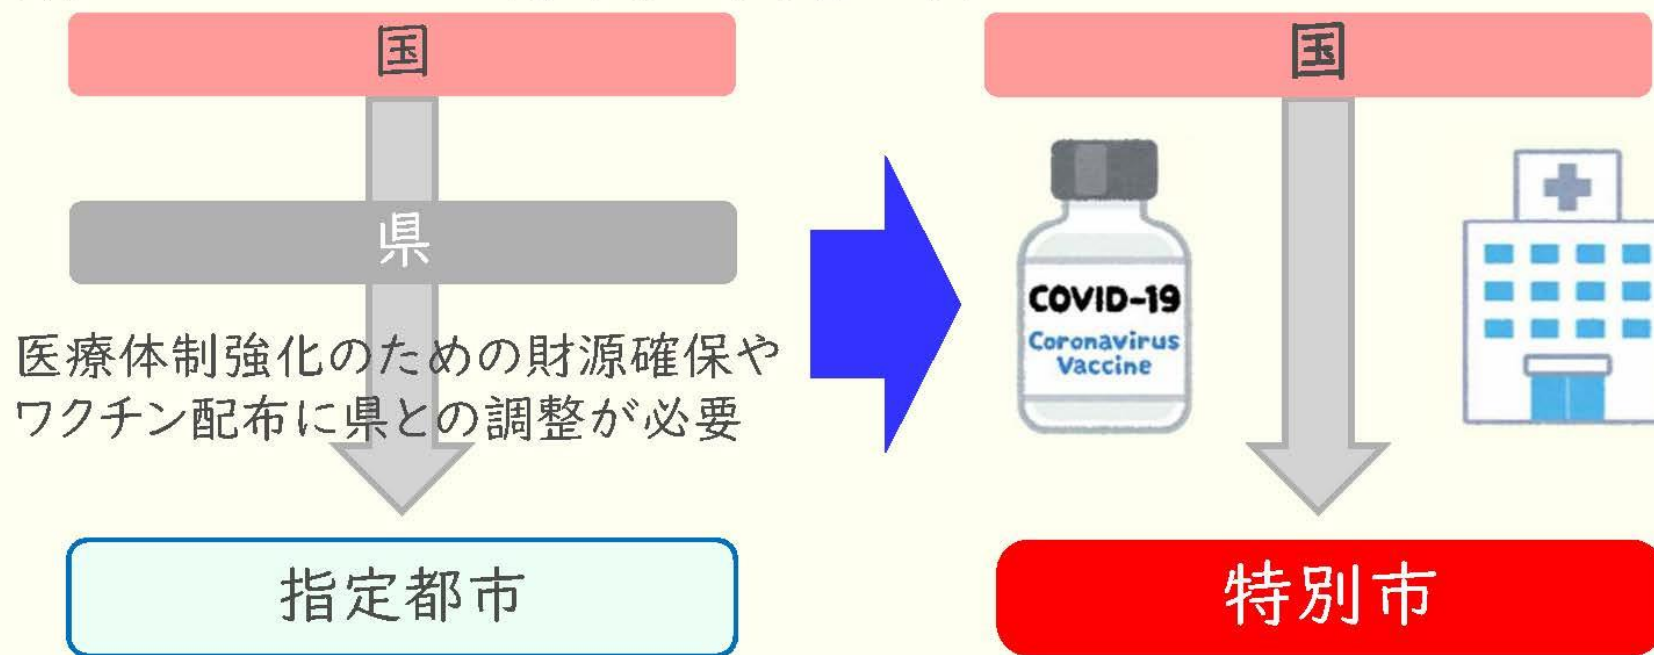 国
県
医療体制強化のための財源確保や
ワクチン配布に県との調整が必要
指定都市
国
COVID-19
Coronavirus
Vaccine
特別市